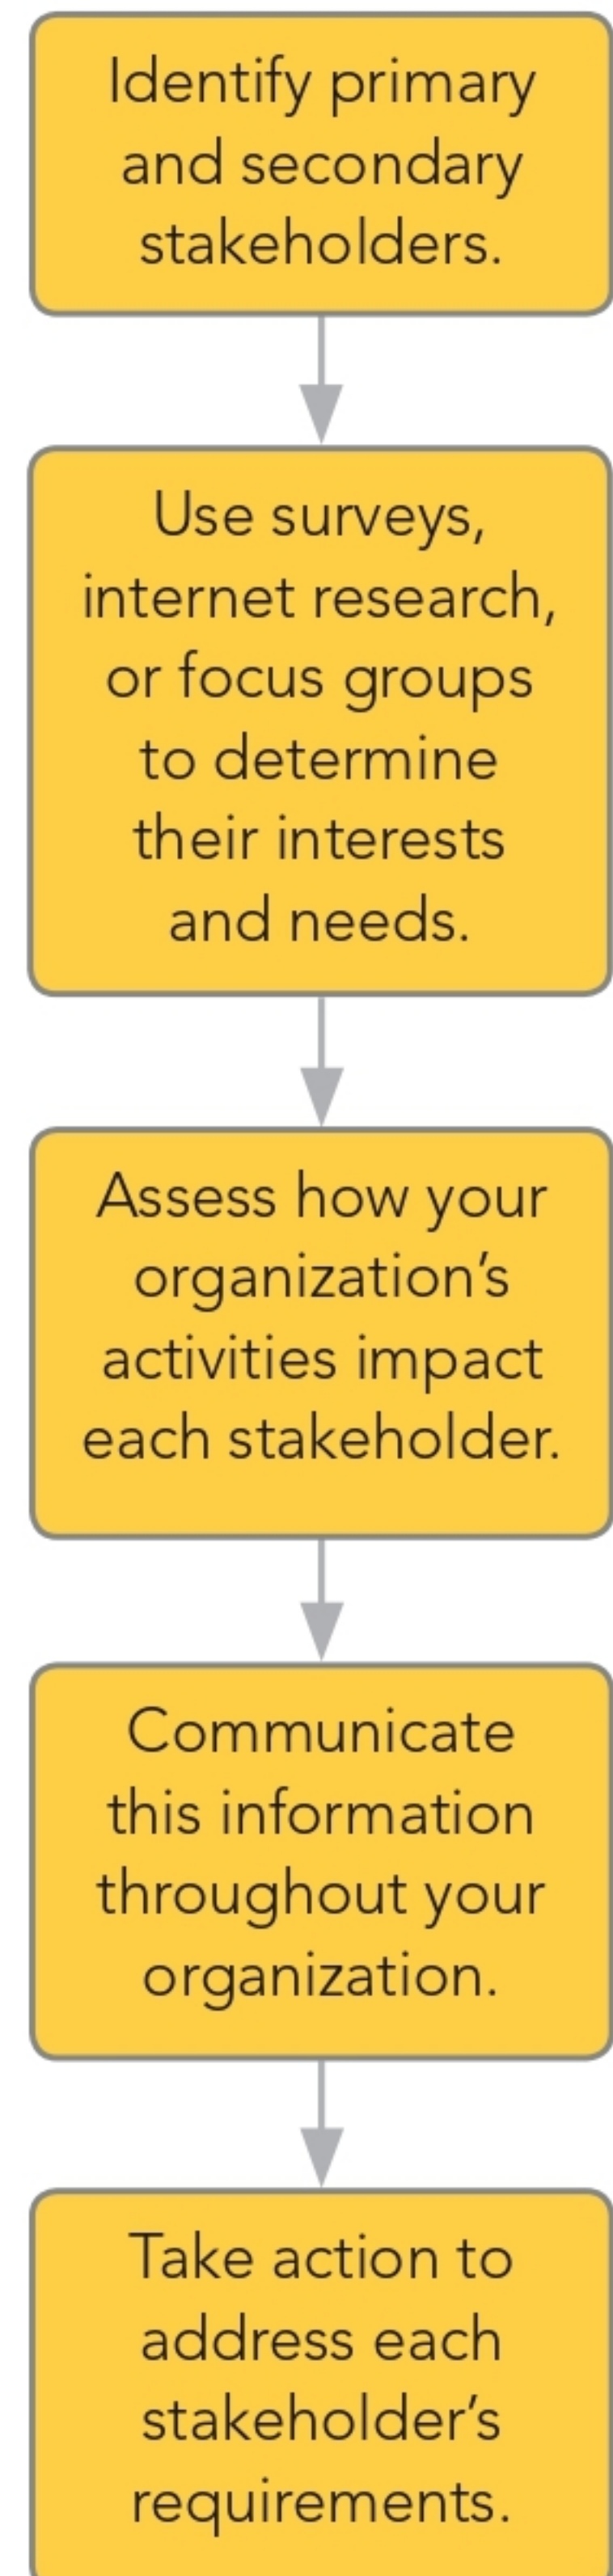 Identify primary
and secondary
stakeholders.
Use surveys,
internet research,
or focus groups
to determine
their interests
and needs.
Assess how your
organization’s
activities impact
each stakeholder.
Communicate
this information
throughout your
organization.
Take action to
address each
stakeholder’s
requirements.